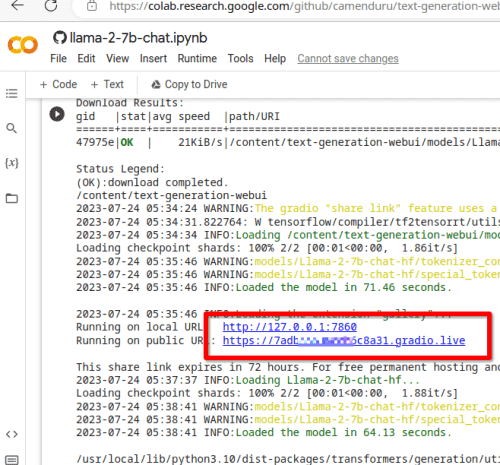 https://colab.research.google.com/github/camenduru/text-generation-web
llama-2-7b-chat.ipynb
File Edit View Insert Runtime Tools Help Cannot save changes
+ Code + Text Copy to Drive
Download Results:
gid |stat|avg speed |path/URI
======+====+===========+===================================
47975e|OK | 21KiB/s|/content/text-generation-webui/models/Llama
Status Legend:
(OK):download completed.
/content/text-generation-webui
2023-07-24 05:34:24 WARNING:The gradio "share link" feature uses a
2023-07-24 05:34:31.822764: W tensorflow/compiler/tf2tensorrt/utils
2023-07-24 05:34:34 INFO:Loading /content/text-generation-webui/mod
Loading checkpoint shards: 100% 2/2 [00:01<00:00, 1.86it/s]
2023-07-24 05:35:46 WARNING:models/Llama-2-7b-chat-hf/tokenizer_con
2023-07-24 05:35:46 WARNING:models/Llama-2-7b-chat-hf/special_token
2023-07-24 05:35:46 INFO:Loaded the model in 71.46 seconds.
2023-07-24 05:35:46 INFO:Loading the extension "gallery"...
Running on local URL: http://127.0.0.1:7860
Running on public URL: https://7adb 6c8a31.gradio.live
This share link expires in 72 hours. For free permanent hosting and
2023-07-24 05:37:37 INFO:Loading Llama-2-7b-chat-hf...
Loading checkpoint shards: 100% 2/2 [00:01<00:00, 1.88it/s]
2023-07-24 05:38:41 WARNING:models/Llama-2-7b-chat-hf/tokenizer_con
2023-07-24 05:38:41 WARNING:models/Llama-2-7b-chat-hf/special_token
2023-07-24 05:38:41 INFO:Loaded the model in 64.13 seconds.
/usr/local/lib/python3.10/dist-packages/transformers/generation/uti